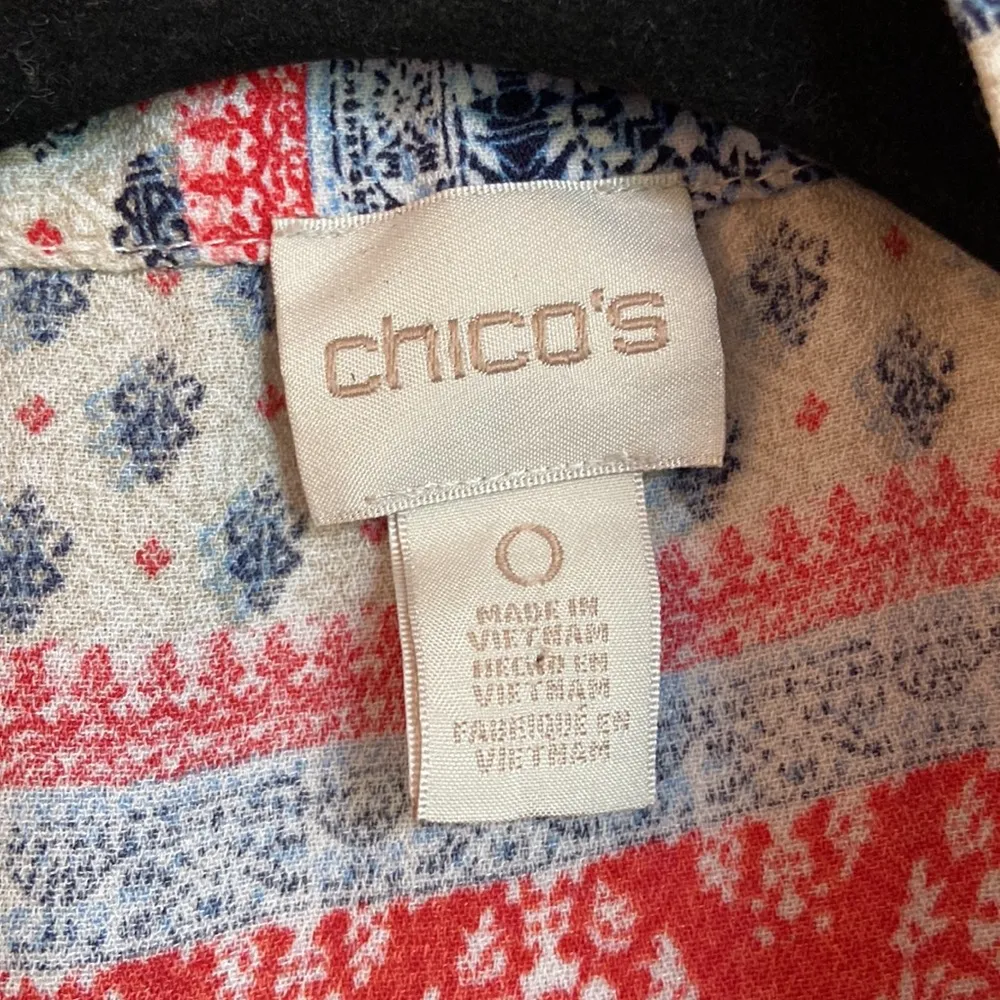 chico's
0
MADE IN
VIETNAM
HECHO EN
VIETNAM
FABRIQUÉ EN
VIETNAM